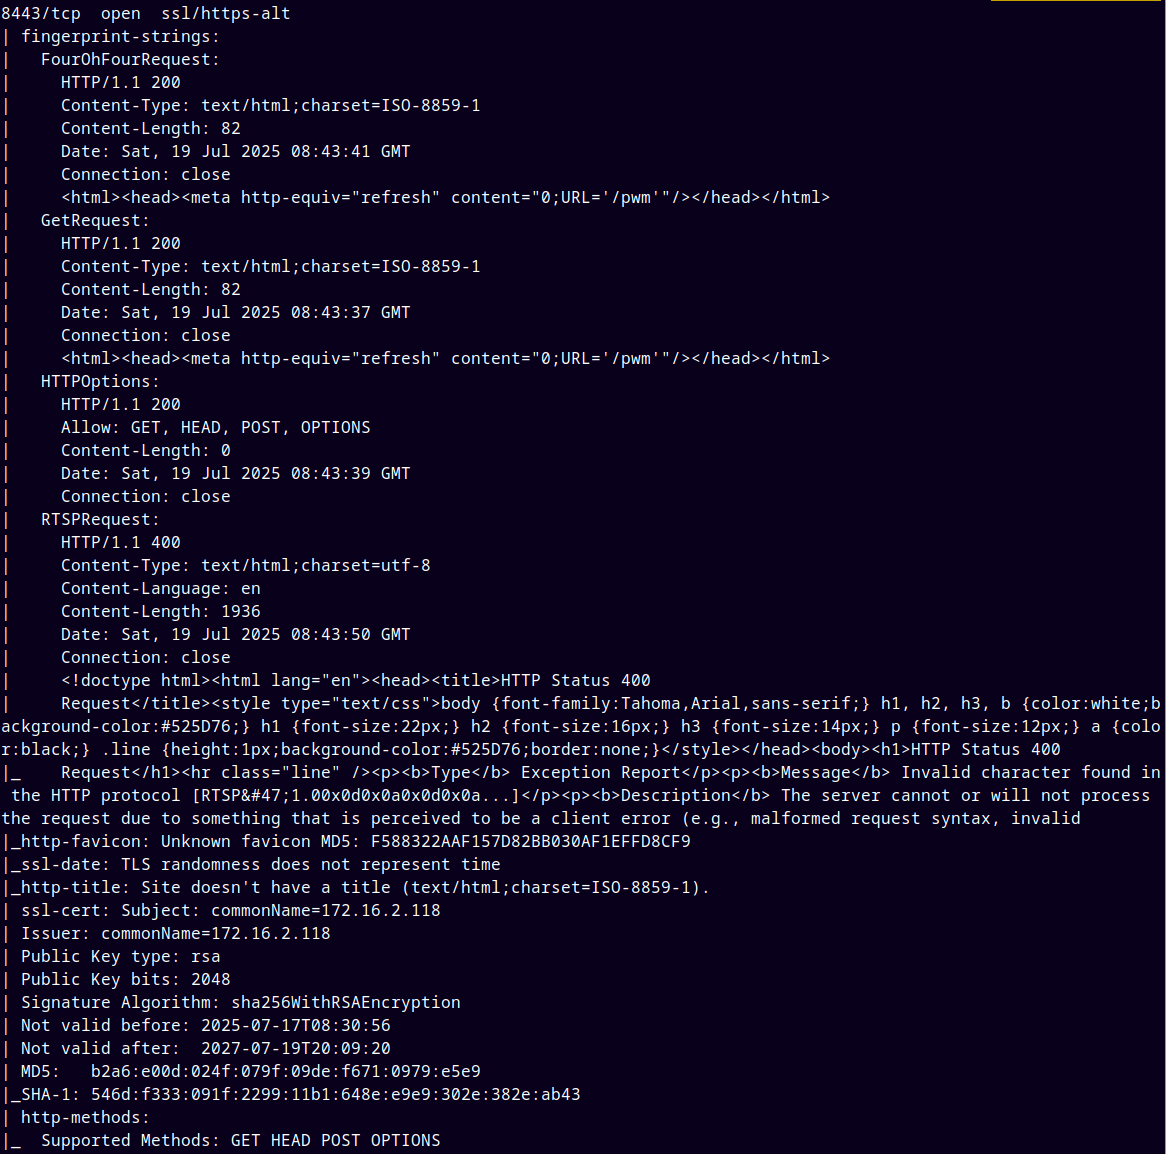 8443/tcp  open  ssl/https-alt
| fingerprint-strings:
|   FourOhFourRequest:
|     HTTP/1.1 200
|     Content-Type: text/html;charset=ISO-8859-1
|     Content-Length: 82
|     Date: Sat, 19 Jul 2025 08:43:41 GMT
|     Connection: close
|     <html><head><meta http-equiv="refresh" content="0;URL='/pwm'"/></head></html>
|   GetRequest:
|     HTTP/1.1 200
|     Content-Type: text/html;charset=ISO-8859-1
|     Content-Length: 82
|     Date: Sat, 19 Jul 2025 08:43:37 GMT
|     Connection: close
|     <html><head><meta http-equiv="refresh" content="0;URL='/pwm'"/></head></html>
|   HTTPOptions:
|     HTTP/1.1 200
|     Allow: GET, HEAD, POST, OPTIONS
|     Content-Length: 0
|     Date: Sat, 19 Jul 2025 08:43:39 GMT
|     Connection: close
|   RTSPRequest:
|     HTTP/1.1 400
|     Content-Type: text/html;charset=utf-8
|     Content-Language: en
|     Content-Length: 1936
|     Date: Sat, 19 Jul 2025 08:43:50 GMT
|     Connection: close
|     <!doctype html><html lang="en"><head><title>HTTP Status 400
|     Request</title><style type="text/css">body {font-family:Tahoma,Arial,sans-serif;} h1, h2, h3, b {color:white;b
ackground-color:#525D76;} h1 {font-size:22px;} h2 {font-size:16px;} h3 {font-size:14px;} p {font-size:12px;} a {colo
r:black;} .line {height:1px;background-color:#525D76;border:none;}</style></head><body><h1>HTTP Status 400
|_    Request</h1><hr class="line" /><p><b>Type</b> Exception Report</p><p><b>Message</b> Invalid character found in
 the HTTP protocol [RTSP&#47;1.00x0d0x0a0x0d0x0a...]</p><p><b>Description</b> The server cannot or will not process
the request due to something that is perceived to be a client error (e.g., malformed request syntax, invalid
|_http-favicon: Unknown favicon MD5: F588322AAF157D82BB030AF1EFFD8CF9
|_ssl-date: TLS randomness does not represent time
|_http-title: Site doesn't have a title (text/html;charset=ISO-8859-1).
| ssl-cert: Subject: commonName=172.16.2.118
| Issuer: commonName=172.16.2.118
| Public Key type: rsa
| Public Key bits: 2048
| Signature Algorithm: sha256WithRSAEncryption
| Not valid before: 2025-07-17T08:30:56
| Not valid after:  2027-07-19T20:09:20
| MD5:   b2a6:e00d:024f:079f:09de:f671:0979:e5e9
|_SHA-1: 546d:f333:091f:2299:11b1:648e:e9e9:302e:382e:ab43
| http-methods:
|_  Supported Methods: GET HEAD POST OPTIONS